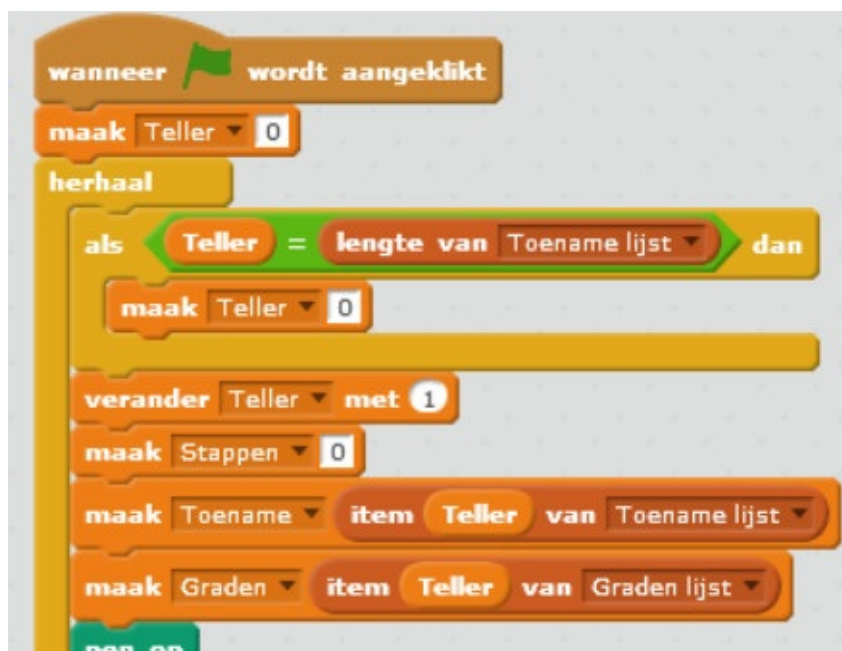 wanneer wordt aangeklikt
maak Teller 0
herhaal
als Teller = lengte van Toename lijst dan
maak Teller 0
verander Teller met 1
maak Stappen 0
maak Toename item Teller van Toename lijst
maak Graden item Teller van Graden lijst
pen op